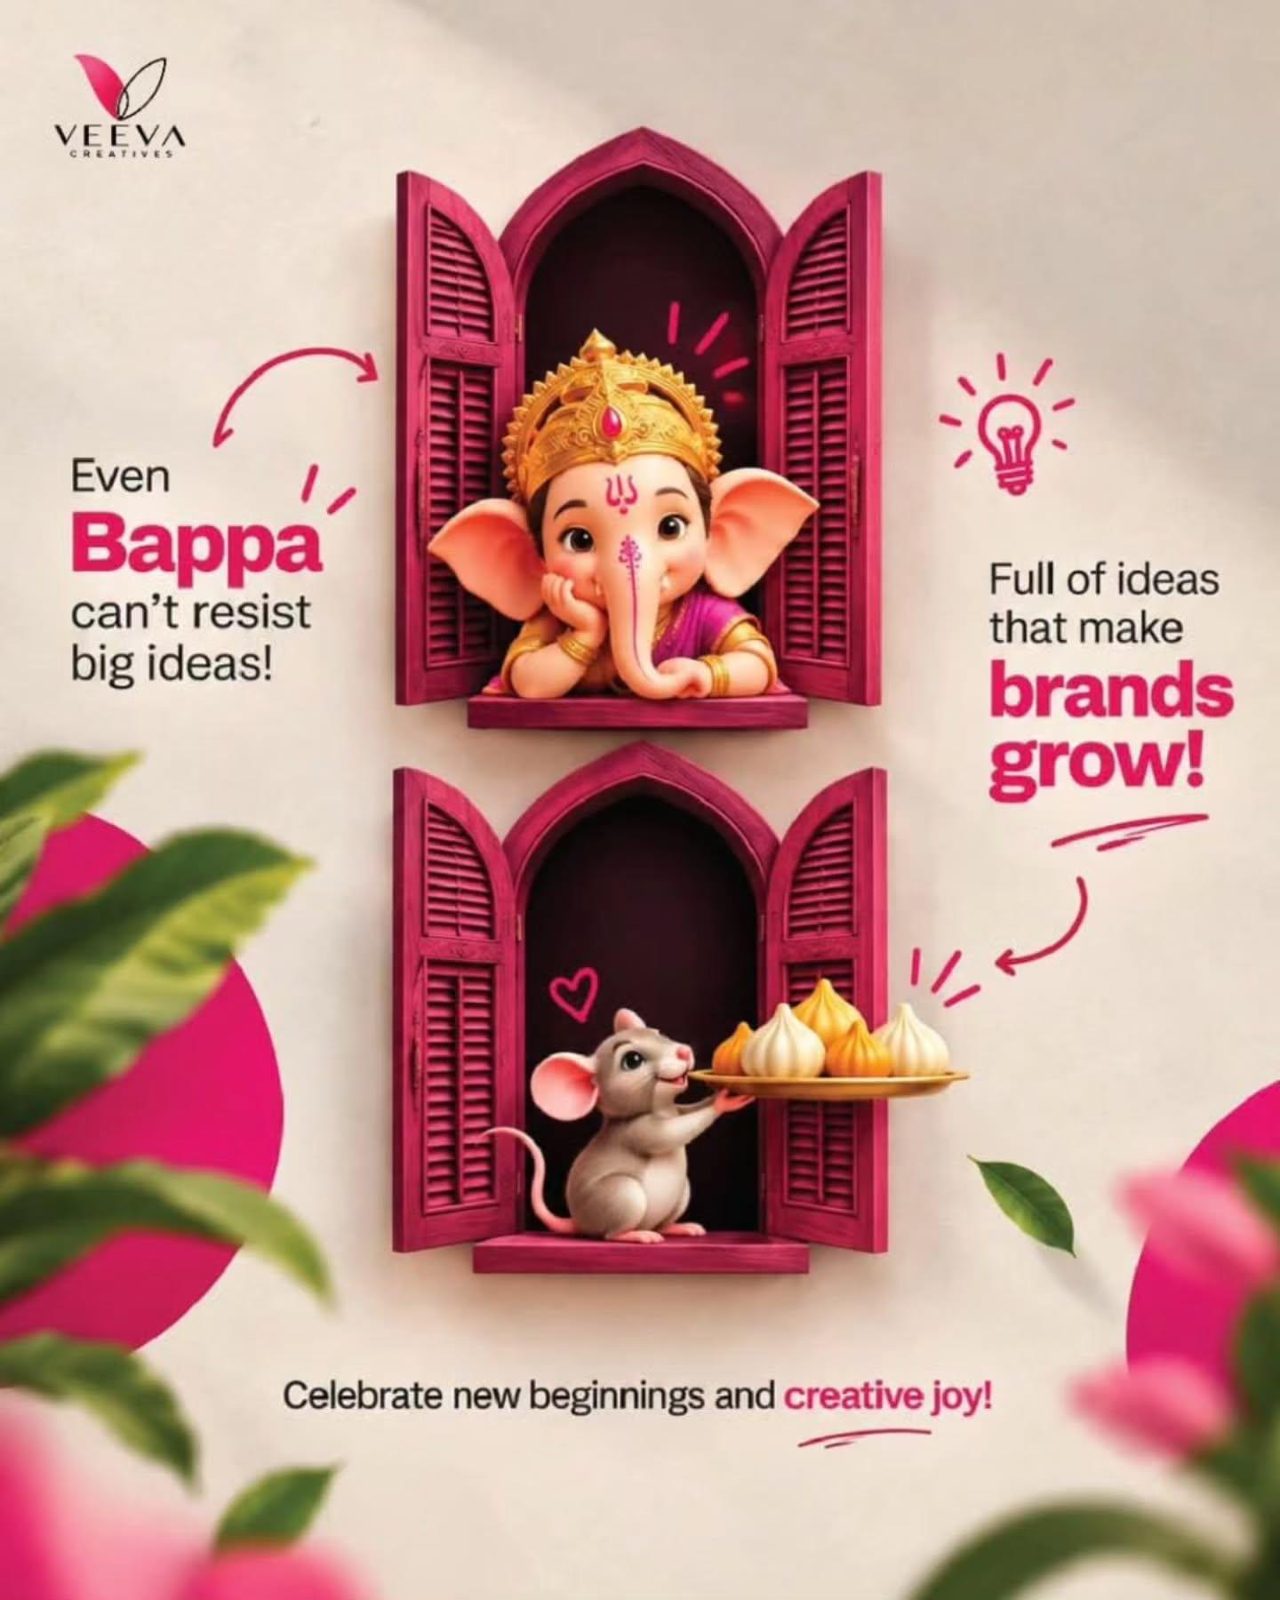 VEEVA
CREATIVES
Even
Bappa
can't resist
big ideas!
Full of ideas
that make
brands
grow!
Celebrate new beginnings and creative joy!